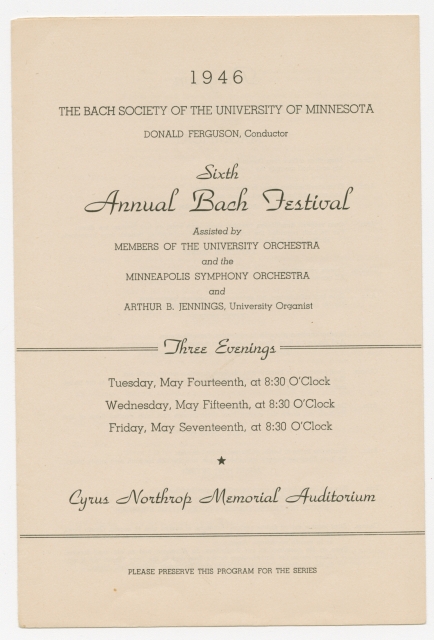 1946
THE BACH SOCIETY OF THE UNIVERSITY OF MINNESOTA
DONALD FERGUSON, Conductor
Sixth
Annual Bach Festival
Assisted by
MEMBERS OF THE UNIVERSITY ORCHESTRA
and the
MINNEAPOLIS SYMPHONY ORCHESTRA
and
ARTHUR B. JENNINGS, University Organist
Three Evenings
Tuesday, May Fourteenth, at 8:30 O'Clock
Wednesday, May Fifteenth, at 8:30 O'Clock
Friday, May Seventeenth, at 8:30 O'Clock
★
Cyrus Northrop Memorial Auditorium
PLEASE PRESERVE THIS PROGRAM FOR THE SERIES